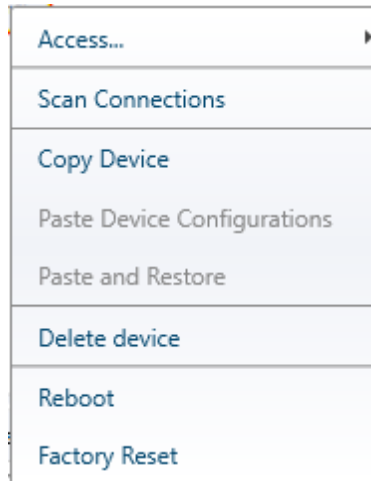 Access...
Scan Connections
Copy Device
Paste Device Configurations
Paste and Restore
Delete device
Reboot
Factory Reset